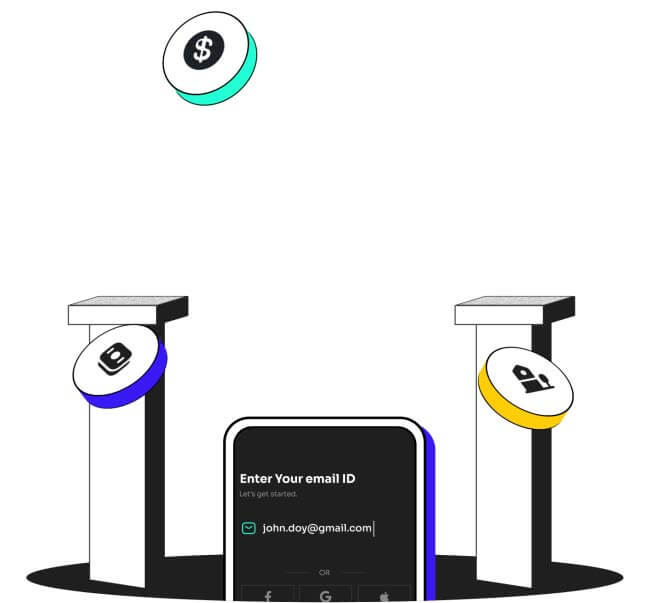 $
Enter Your email ID
Let's get started.
john.doy@gmail.com
OR